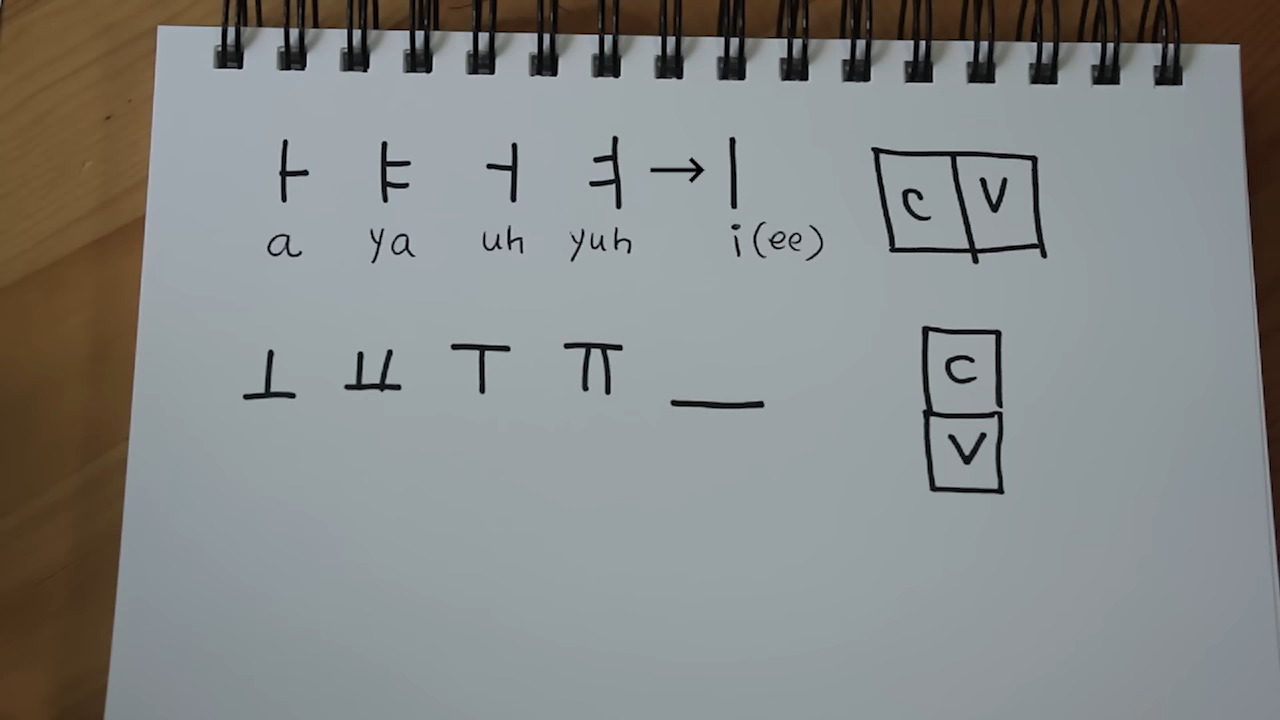 ㅏ ㅑ ㅓ ㅕ → ㅣ
a ya uh yuh i(ee)
C V
ㅗ ㅛ ㅜ ㅠ ㅡ
C
V